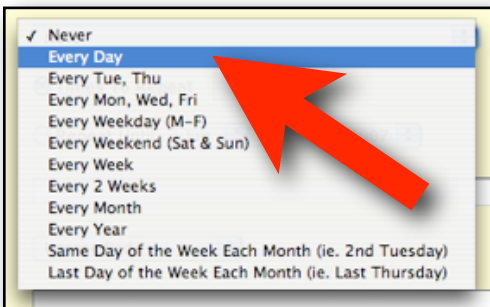 ✓ Never
Every Day
Every Tue, Thu
Every Mon, Wed, Fri
Every Weekday (M-F)
Every Weekend (Sat & Sun)
Every Week
Every 2 Weeks
Every Month
Every Year
Same Day of the Week Each Month (ie. 2nd Tuesday)
Last Day of the Week Each Month (ie. Last Thursday)